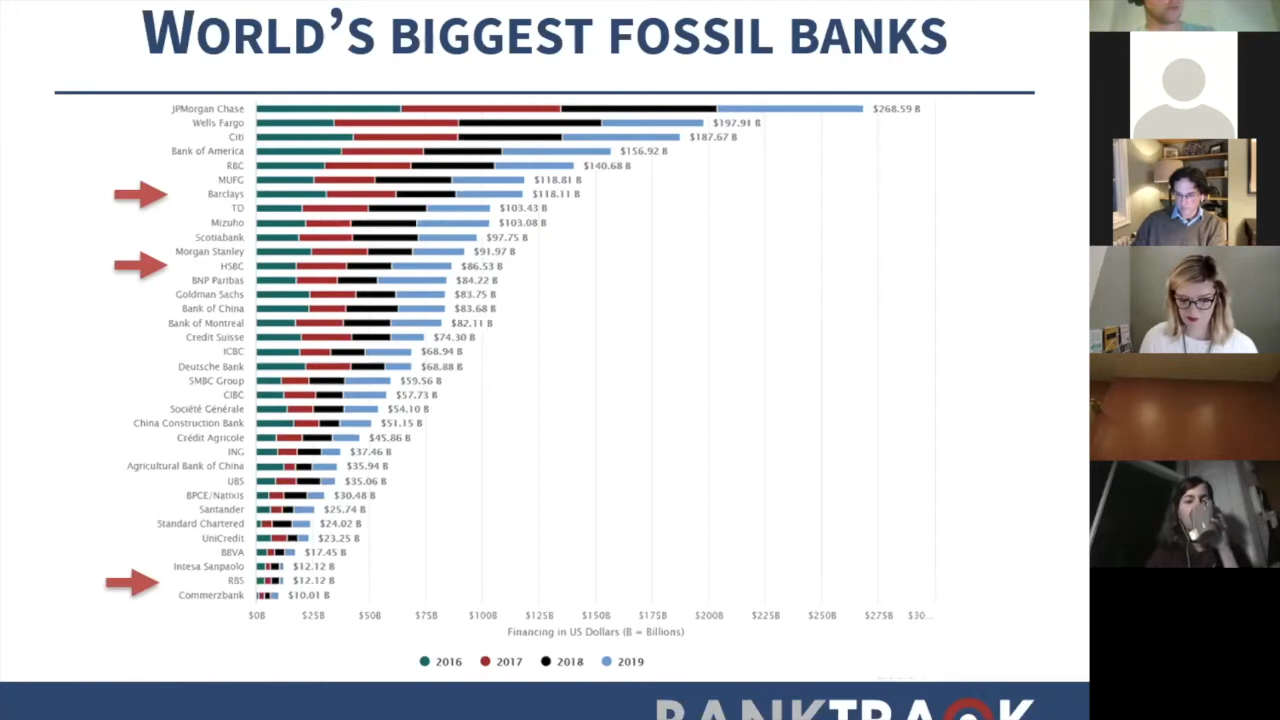 WORLD'S BIGGEST FOSSIL BANKS
JPMorgan Chase $268.59 B
Wells Fargo $197.91 B
Citi $187.67 B
Bank of America $156.92 B
RBC $140.68 B
MUFG $118.81 B
Barclays $118.11 B
TD $103.43 B
Mizuho $103.08 B
Scotiabank $97.75 B
Morgan Stanley $91.97 B
HSBC $86.53 B
BNP Paribas $84.22 B
Goldman Sachs $83.75 B
Bank of China $83.68 B
Bank of Montreal $82.11 B
Credit Suisse $74.30 B
ICBC $68.94 B
Deutsche Bank $68.88 B
SMBC Group $59.56 B
CIBC $57.73 B
Société Générale $54.10 B
China Construction Bank $51.15 B
Crédit Agricole $45.86 B
ING $37.46 B
Agricultural Bank of China $35.94 B
UBS $35.06 B
BPCE/Natixis $30.48 B
Santander $25.74 B
Standard Chartered $24.02 B
UniCredit $23.25 B
BBVA $17.45 B
Intesa Sanpaolo $12.12 B
RBS $12.12 B
Commerzbank $10.01 B
$0B $25B $50B $75B $100B $125B $150B $175B $200B $225B $250B $275B $30...
Financing in US Dollars (B = Billions)
2016 2017 2018 2019
BANKTRACK